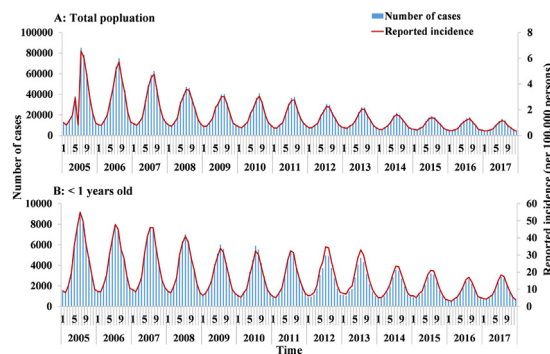 A: Total popluation
Number of cases
Reported incidence
100000
80000
60000
40000
20000
0
8
6
4
2
0
1 5 9 1 5 9 1 5 9 1 5 9 1 5 9 1 5 9 1 5 9 1 5 9 1 5 9 1 5 9 1 5 9 1 5 9 1 5 9
2005 2006 2007 2008 2009 2010 2011 2012 2013 2014 2015 2016 2017
Number of cases
Reported incidence (per 100,000 persons)
B: < 1 years old
10000
8000
6000
4000
2000
0
60
50
40
30
20
10
0
1 5 9 1 5 9 1 5 9 1 5 9 1 5 9 1 5 9 1 5 9 1 5 9 1 5 9 1 5 9 1 5 9 1 5 9 1 5 9
2005 2006 2007 2008 2009 2010 2011 2012 2013 2014 2015 2016 2017
Time